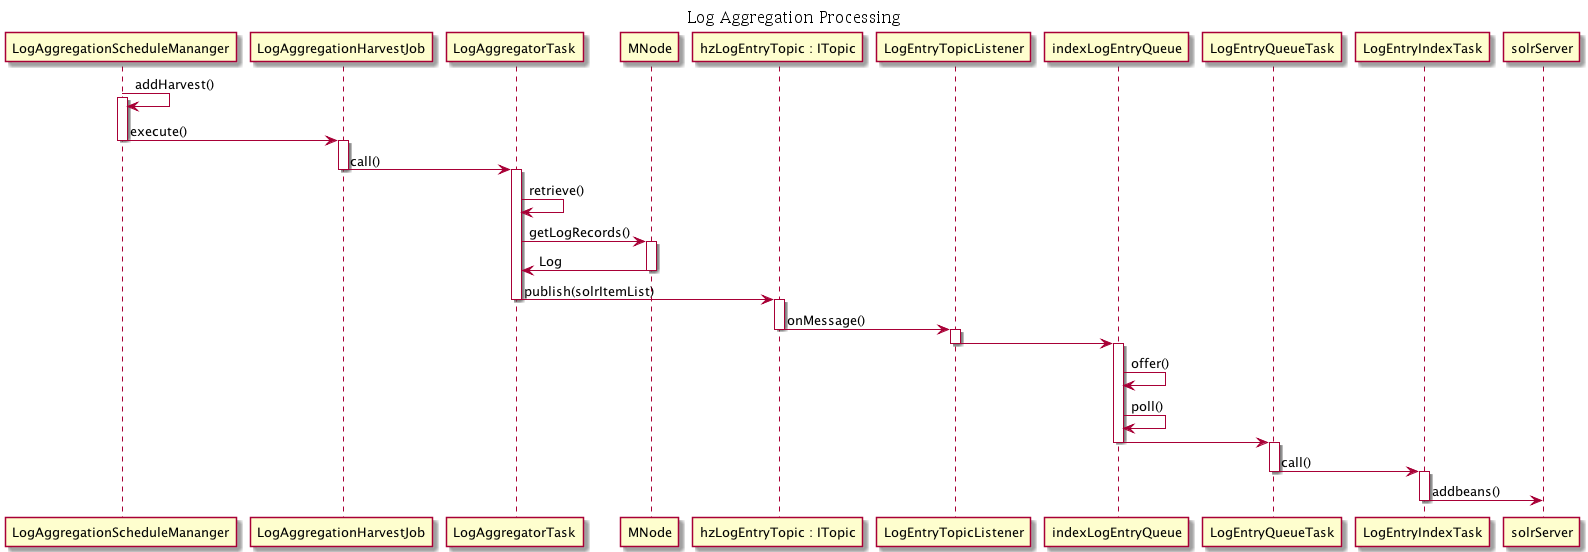 Log Aggregation Processing
LogAggregationScheduleMananger LogAggregationHarvestJob LogAggregatorTask MNode hzLogEntryTopic : ITopic LogEntryTopicListener indexLogEntryQueue LogEntryQueueTask LogEntryIndexTask solrServer
addHarvest()
execute()
call()
retrieve()
getLogRecords()
Log
publish(solrItemList)
onMessage()
offer()
poll()
call()
addbeans()
LogAggregationScheduleMananger LogAggregationHarvestJob LogAggregatorTask MNode hzLogEntryTopic : ITopic LogEntryTopicListener indexLogEntryQueue LogEntryQueueTask LogEntryIndexTask solrServer